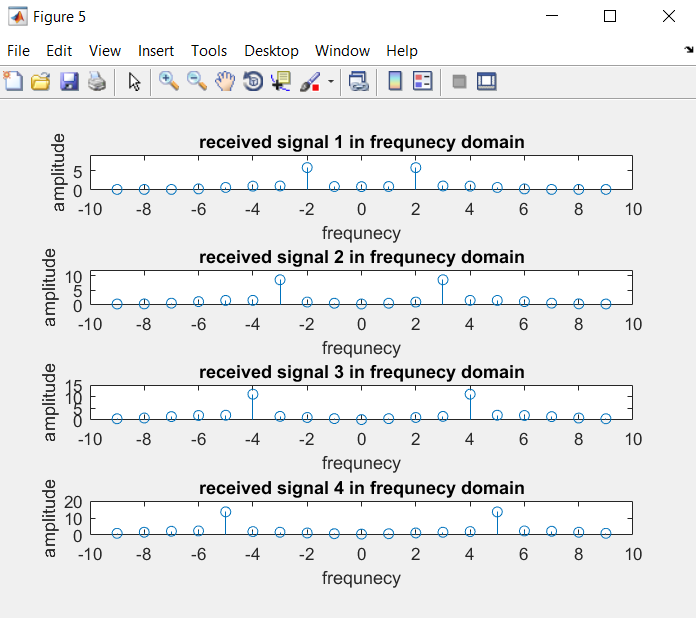 Figure 5
File Edit View Insert Tools Desktop Window Help
received signal 1 in frequnecy domain
amplitude
5
0
-10 -8 -6 -4 -2 0 2 4 6 8 10
frequnecy
received signal 2 in frequnecy domain
amplitude
10
5
0
-10 -8 -6 -4 -2 0 2 4 6 8 10
frequnecy
received signal 3 in frequnecy domain
amplitude
15
10
5
0
-10 -8 -6 -4 -2 0 2 4 6 8 10
frequnecy
received signal 4 in frequnecy domain
amplitude
20
10
0
-10 -8 -6 -4 -2 0 2 4 6 8 10
frequnecy